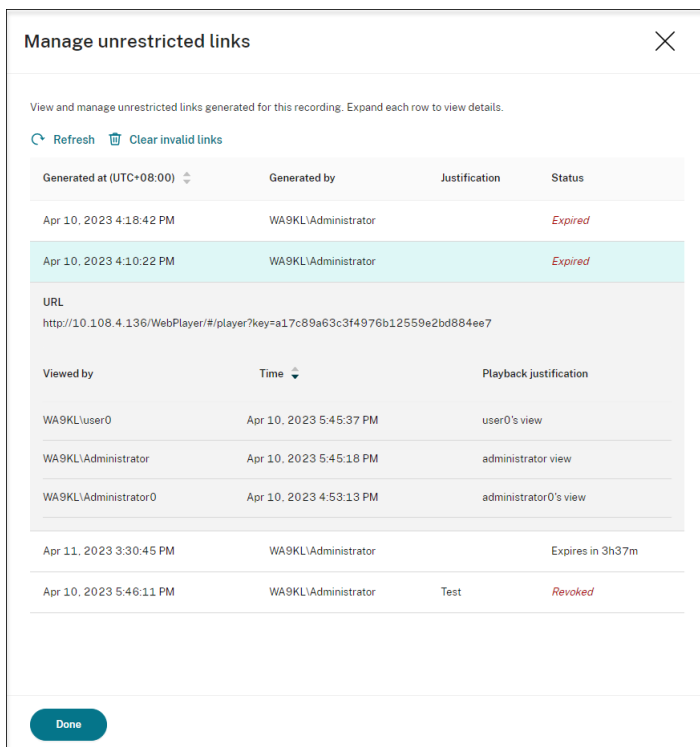 Manage unrestricted links
View and manage unrestricted links generated for this recording. Expand each row to view details.
Refresh Clear invalid links
Generated at (UTC+08:00) Generated by Justification Status
Apr 10, 2023 4:18:42 PM WA9KL\Administrator Expired
Apr 10, 2023 4:10:22 PM WA9KL\Administrator Expired
URL
http://10.108.4.136/WebPlayer/#/player?key=a17c89a63c3f4976b12559e2bd884ee7
Viewed by Time Playback justification
WA9KL\user0 Apr 10, 2023 5:45:37 PM user0's view
WA9KL\Administrator Apr 10, 2023 5:45:18 PM administrator view
WA9KL\Administrator0 Apr 10, 2023 4:53:13 PM administrator0's view
Apr 11, 2023 3:30:45 PM WA9KL\Administrator Expires in 3h37m
Apr 10, 2023 5:46:11 PM WA9KL\Administrator Test Revoked
Done